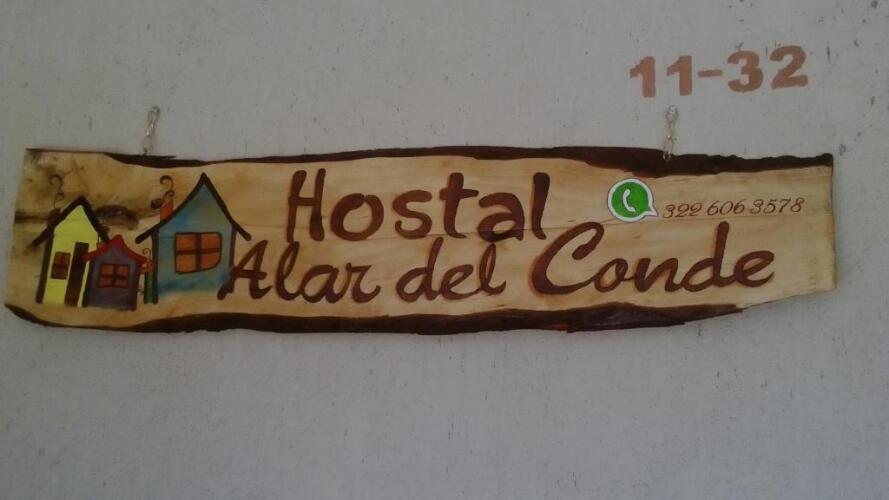 11-32
Hostal
322 606 3578
Alar del Conde